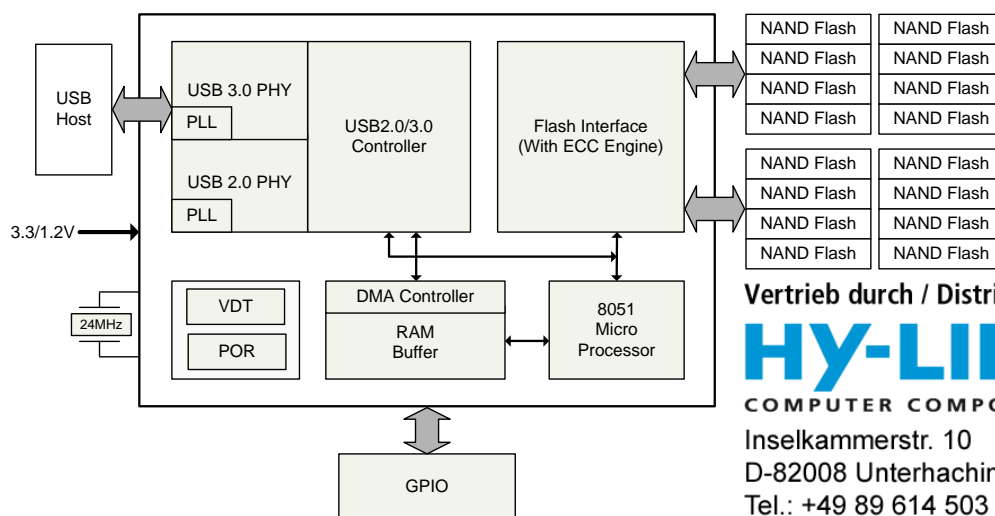 USB
Host
USB 3.0 PHY
PLL
USB 2.0 PHY
PLL
USB2.0/3.0
Controller
Flash Interface
(With ECC Engine)
NAND Flash NAND Flash
NAND Flash NAND Flash
NAND Flash NAND Flash
NAND Flash NAND Flash
NAND Flash NAND Flash
NAND Flash NAND Flash
NAND Flash NAND Flash
NAND Flash NAND Flash
3.3/1.2V
24MHz
VDT
POR
DMA Controller
RAM
Buffer
8051
Micro
Processor
GPIO
Vertrieb durch / Distri
HY-LI
COMPUTER COMPO
Inselkammerstr. 10
D-82008 Unterhachin
Tel.: +49 89 614 503